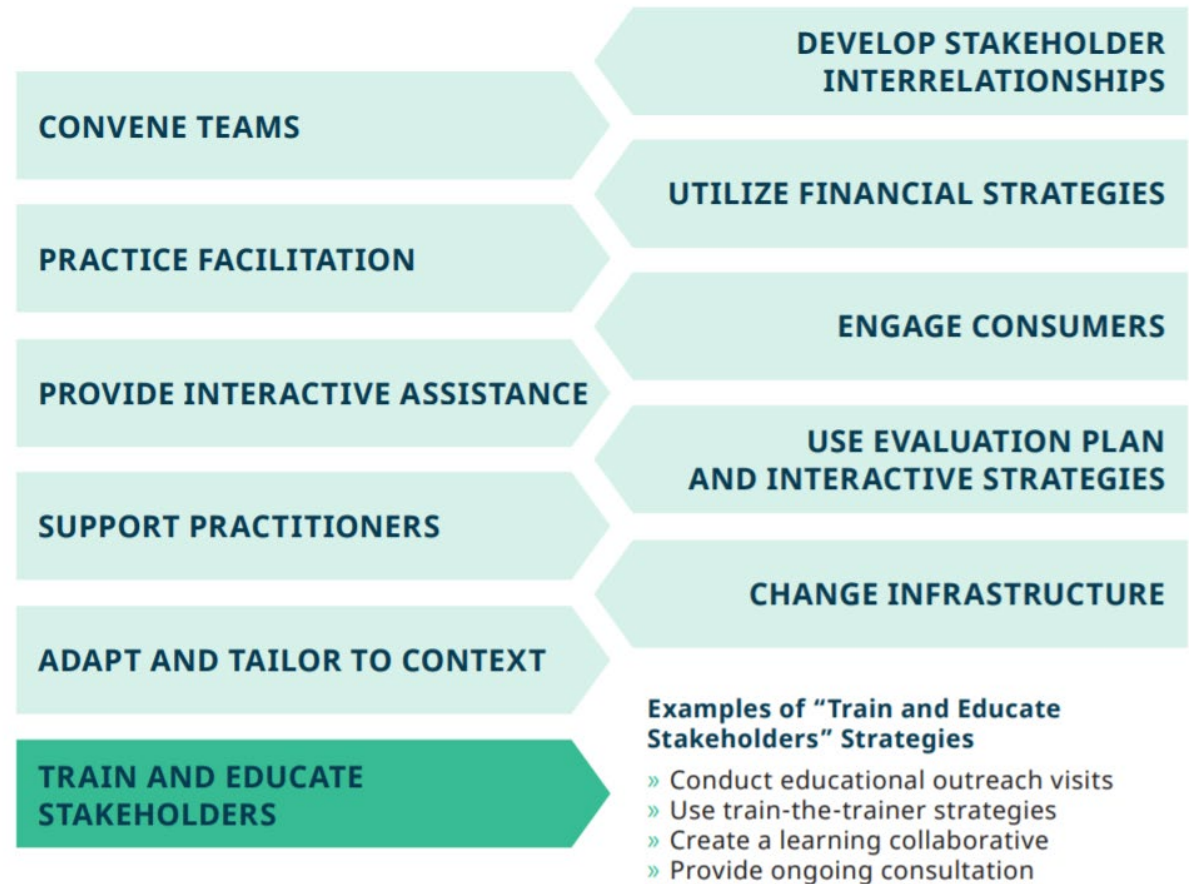 CONVENE TEAMS
PRACTICE FACILITATION
PROVIDE INTERACTIVE ASSISTANCE
SUPPORT PRACTITIONERS
ADAPT AND TAILOR TO CONTEXT
TRAIN AND EDUCATE
STAKEHOLDERS
DEVELOP STAKEHOLDER
INTERRELATIONSHIPS
UTILIZE FINANCIAL STRATEGIES
ENGAGE CONSUMERS
USE EVALUATION PLAN
AND INTERACTIVE STRATEGIES
CHANGE INFRASTRUCTURE
Examples of “Train and Educate
Stakeholders” Strategies
» Conduct educational outreach visits
» Use train-the-trainer strategies
» Create a learning collaborative
» Provide ongoing consultation